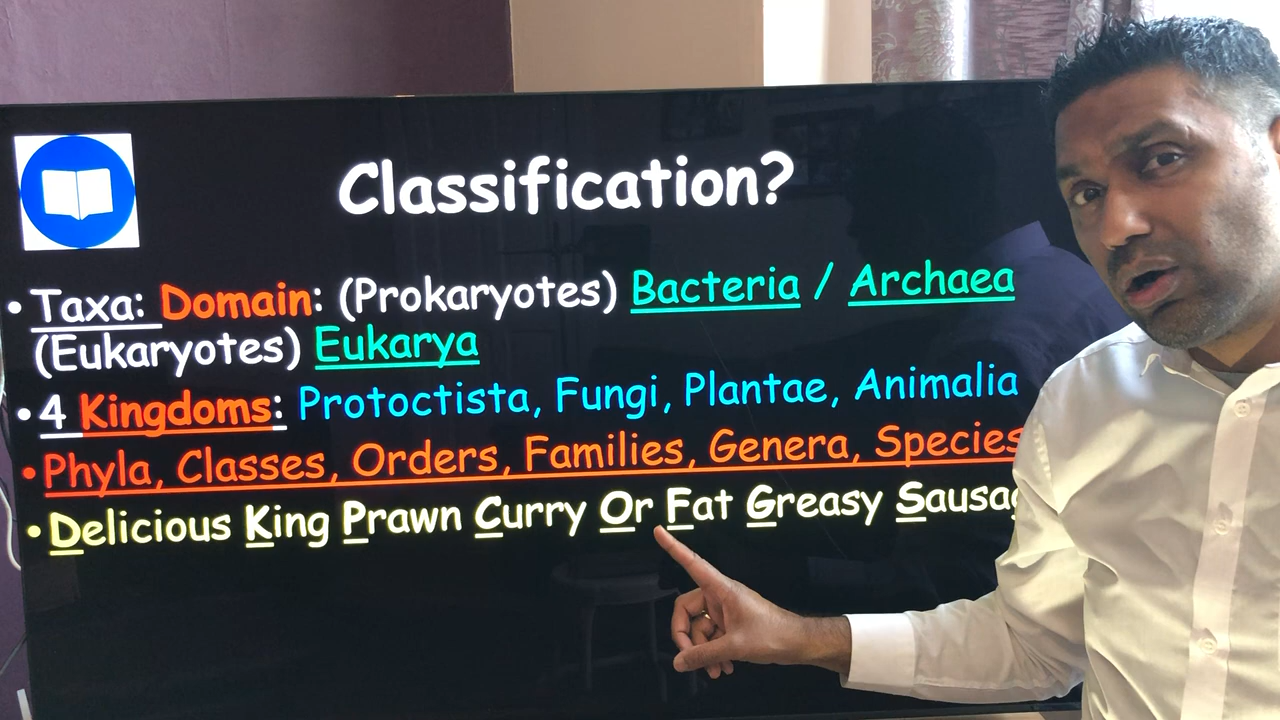 Classification?
• Taxa: Domain: (Prokaryotes) Bacteria / Archaea
(Eukaryotes) Eukarya
• 4 Kingdoms: Protoctista, Fungi, Plantae, Animalia
• Phyla, Classes, Orders, Families, Genera, Species
• Delicious King Prawn Curry Or Fat Greasy Sausag